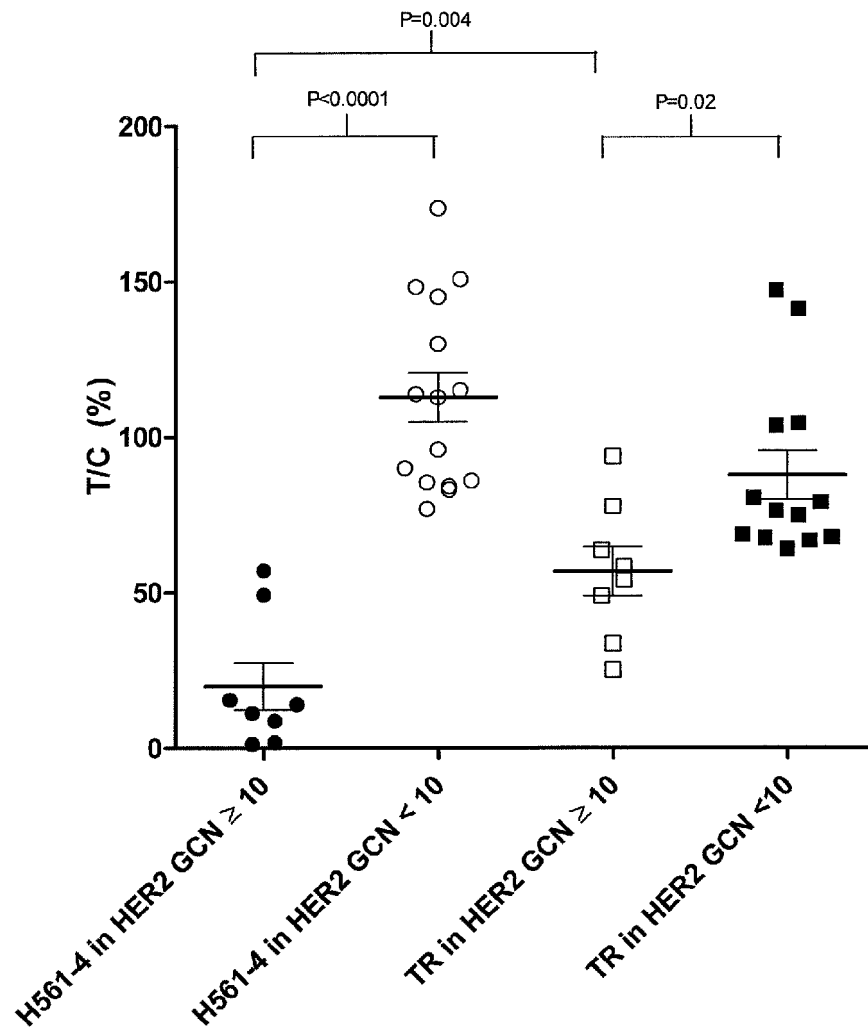 P=0.004
P<0.0001
P=0.02
200
150
100
50
0
T/C (%)
H561-4 in HER2 GCN ≥ 10
H561-4 in HER2 GCN < 10
TR in HER2 GCN ≥ 10
TR in HER2 GCN <10